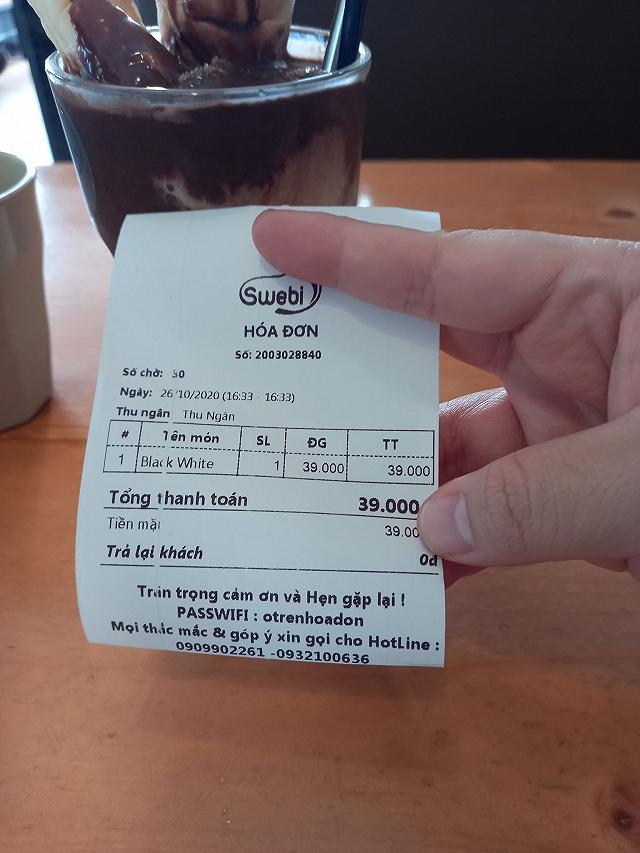 Swebi
HÓA ĐƠN
Số: 2003028840
Số chờ: 30
Ngày: 26/10/2020 (16:33 - 16:33)
Thu ngân Thu Ngân
# Tên món SL ĐG TT
1 Black White 1 39.000 39.000
Tổng thanh toán 39.000
Tiền mặt 39.00
Trả lại khách 0đ
Trân trọng cảm ơn và Hẹn gặp lại !
PASSWIFI : otrenhoadon
Mọi thắc mắc & góp ý xin gọi cho HotLine :
0909902261 -0932100636